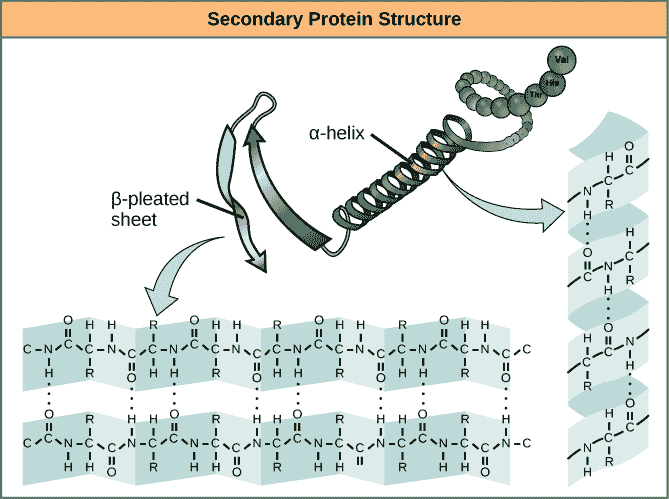 Secondary Protein Structure
Val
His
Thr
α-helix
β-pleated
sheet
O
H
C
C
N
R
H
O
H
H
C
N
C
R
H
O
H
H
C
C
N
R
H
O
H
C
N
C
H
R
O H H R O H H R O H H R O H H
C N C C N C C N C C N C C N C C N C C N C C N C C
H R O H H R O H H R O H H R O
O H R O H R O H R O H R
C C N C C N C C N C C N C C N C C N C C N C C N C
H H O R H H O R H H O R H H O